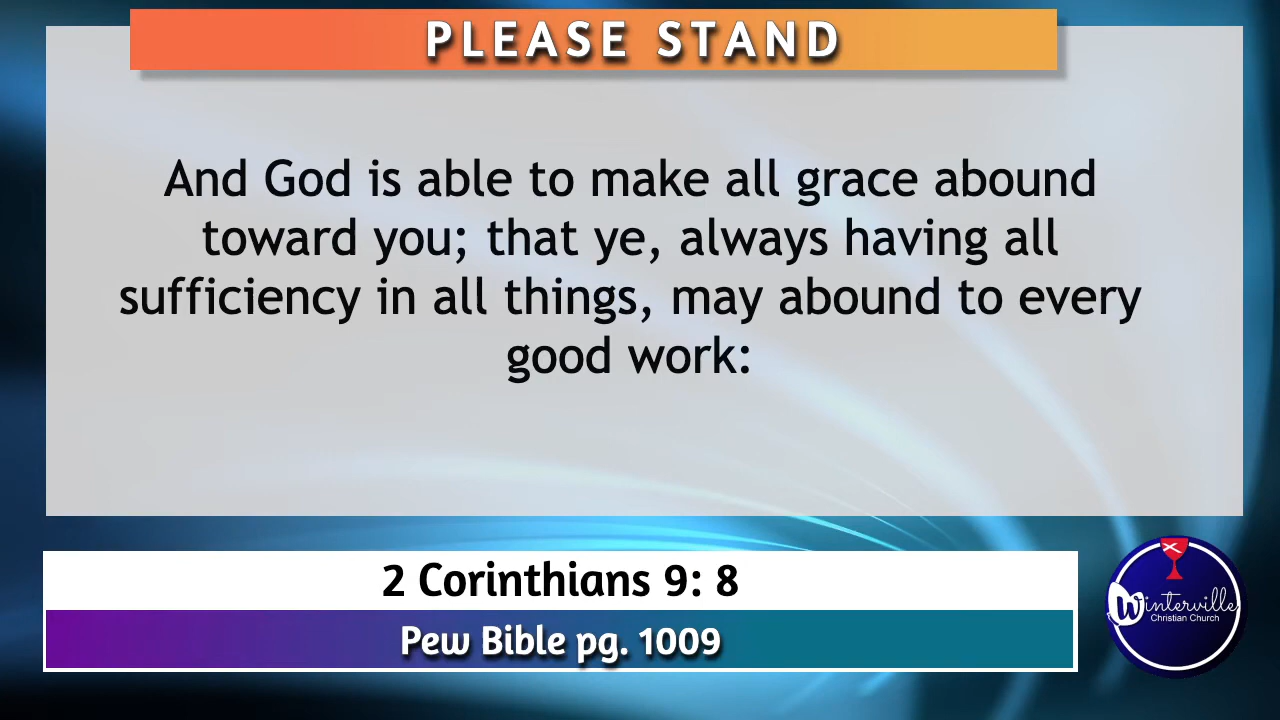 PLEASE STAND
And God is able to make all grace abound
toward you; that ye, always having all
sufficiency in all things, may abound to every
good work:
2 Corinthians 9: 8
Pew Bible pg. 1009
Winterville
Christian Church